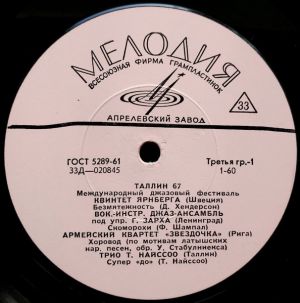 МЕЛОДИЯ
ВСЕСОЮЗНАЯ ФИРМА ГРАМПЛАСТИНОК
33
АПРЕЛЕВСКИЙ ЗАВОД
ГОСТ 5289-61
Третья гр.-1
33Д—020845
1-60
ТАЛЛИН 67
Международный джазовый Фестиваль
КВИНТЕТ ЯРНБЕРГА (Швеция)
Безмятежность (Д. Хендерсон)
ВОК.-ИНСТР. ДЖАЗ-АНСАМБЛЬ
под упр. Г. ЗАРХА (Ленинград)
Скоморохи (Ф. Шампал)
АРМЕЙСКИЙ КВАРТЕТ "ЗВЕЗДОЧКА" (Рига)
Хоровод (по мотивам латышских
нар. песен, обр. У. Стабулниекса)
ТРИО Т. НАЙССОО (Таллин)
Супер «до» (Т. Найссоо)